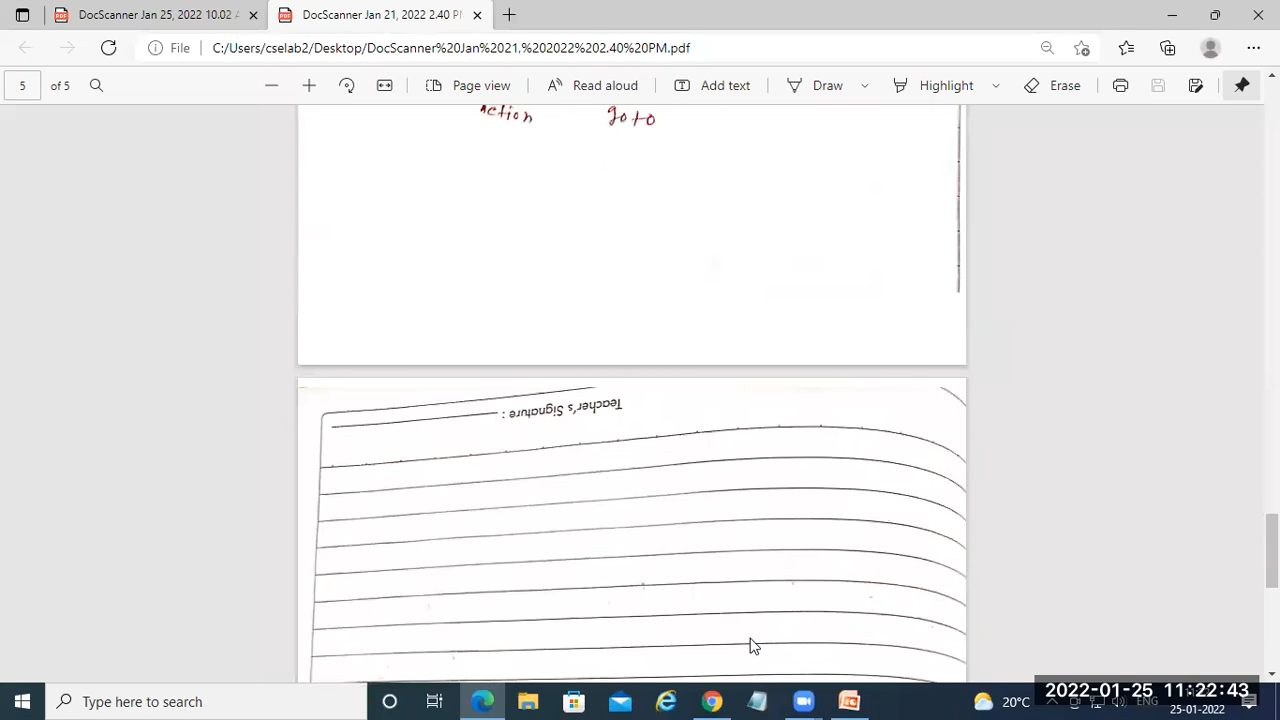 DocScanner Jan 25, 2022 10.02 A
DocScanner Jan 21, 2022 2.40 P
File
C:/Users/cselab2/Desktop/DocScanner%20Jan%2021,%202022%202.40%20PM.pdf
5 of 5
Page view
Read aloud
Add text
Draw
Highlight
Erase
Action goto
Teacher's Signature :
Type here to search
20°C
ENG
2022-01-25 11:22:43
25-01-2022